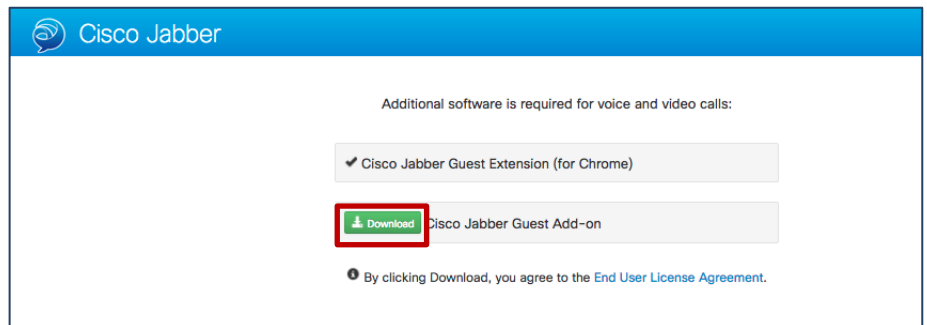 Cisco Jabber
Additional software is required for voice and video calls:
Cisco Jabber Guest Extension (for Chrome)
Download Cisco Jabber Guest Add-on
By clicking Download, you agree to the End User License Agreement.